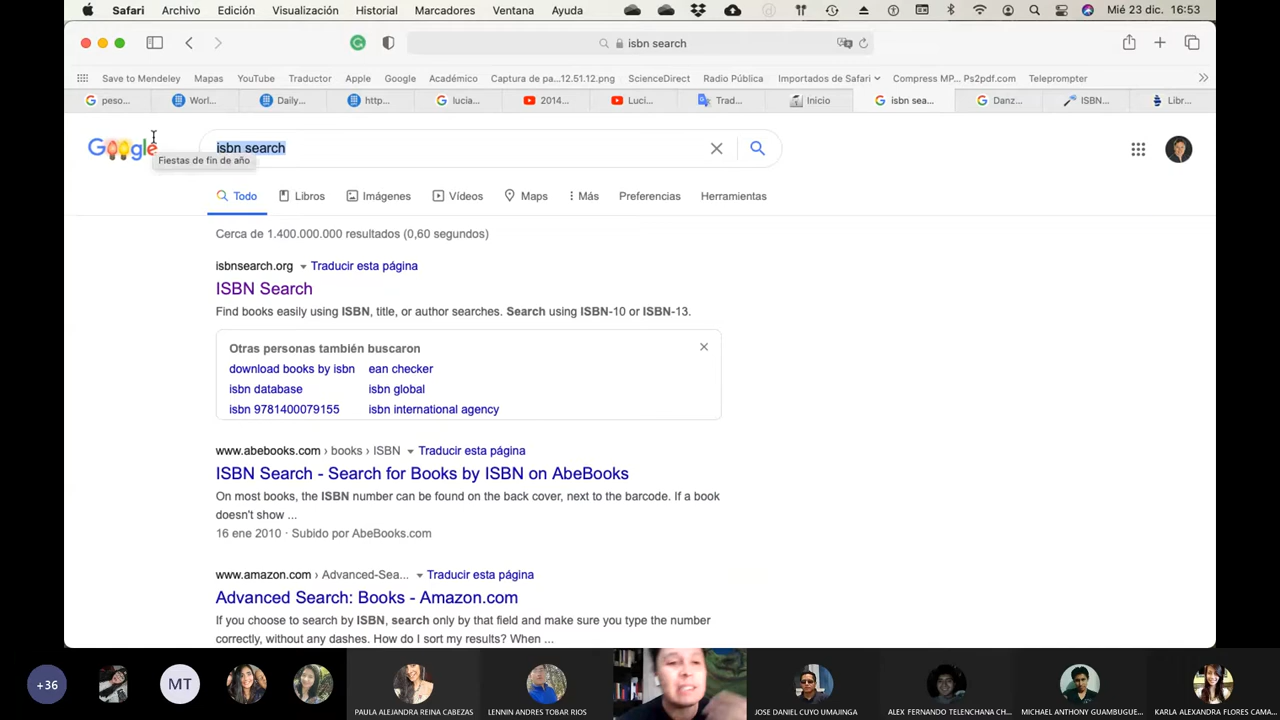 Safari Archivo Edición Visualización Historial Marcadores Ventana Ayuda Mié 23 dic. 16:53
isbn search
Save to Mendeley Mapas YouTube Traductor Apple Google Académico Captura de pa...12.51.12.png ScienceDirect Radio Pública Importados de Safari Compress MP... Ps2pdf.com Teleprompter
peso... Worl... Daily... http... lucia... 2014... Luci... Trad... Inicio isbn sea... Danz... ISBN... Libr...
Google isbn search
Fiestas de fin de año
Todo Libros Imágenes Vídeos Maps Más Preferencias Herramientas
Cerca de 1.400.000.000 resultados (0,60 segundos)
isbnsearch.org Traducir esta página
ISBN Search
Find books easily using ISBN, title, or author searches. Search using ISBN-10 or ISBN-13.
Otras personas también buscaron
download books by isbn ean checker
isbn database isbn global
isbn 9781400079155 isbn international agency
www.abebooks.com › books › ISBN Traducir esta página
ISBN Search - Search for Books by ISBN on AbeBooks
On most books, the ISBN number can be found on the back cover, next to the barcode. If a book
doesn't show ...
16 ene 2010 · Subido por AbeBooks.com
www.amazon.com › Advanced-Sea... Traducir esta página
Advanced Search: Books - Amazon.com
If you choose to search by ISBN, search only by that field and make sure you type the number
correctly, without any dashes. How do I sort my results? When ...
+36 MT
PAULA ALEJANDRA REINA CABEZAS LENNIN ANDRES TOBAR RIOS JOSE DANIEL CUYO UMAJINGA ALEX FERNANDO TELENCHANA CH... MICHAEL ANTHONY GUAMBUGUE... KARLA ALEXANDRA FLORES CAMA...